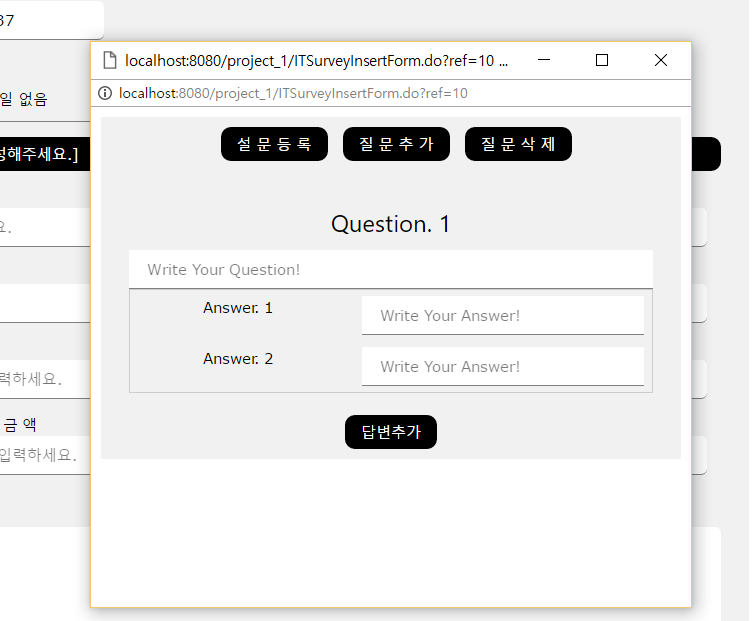 37
localhost:8080/project_1/ITSurveyInsertForm.do?ref=10 ...
localhost:8080/project_1/ITSurveyInsertForm.do?ref=10
일 없음
설 문 등 록 질 문 추 가 질 문 삭 제
성해주세요.]
Question. 1
요.
Write Your Question!
Answer. 1 Write Your Answer!
Answer. 2 Write Your Answer!
력하세요.
금 액
답변추가
입력하세요.